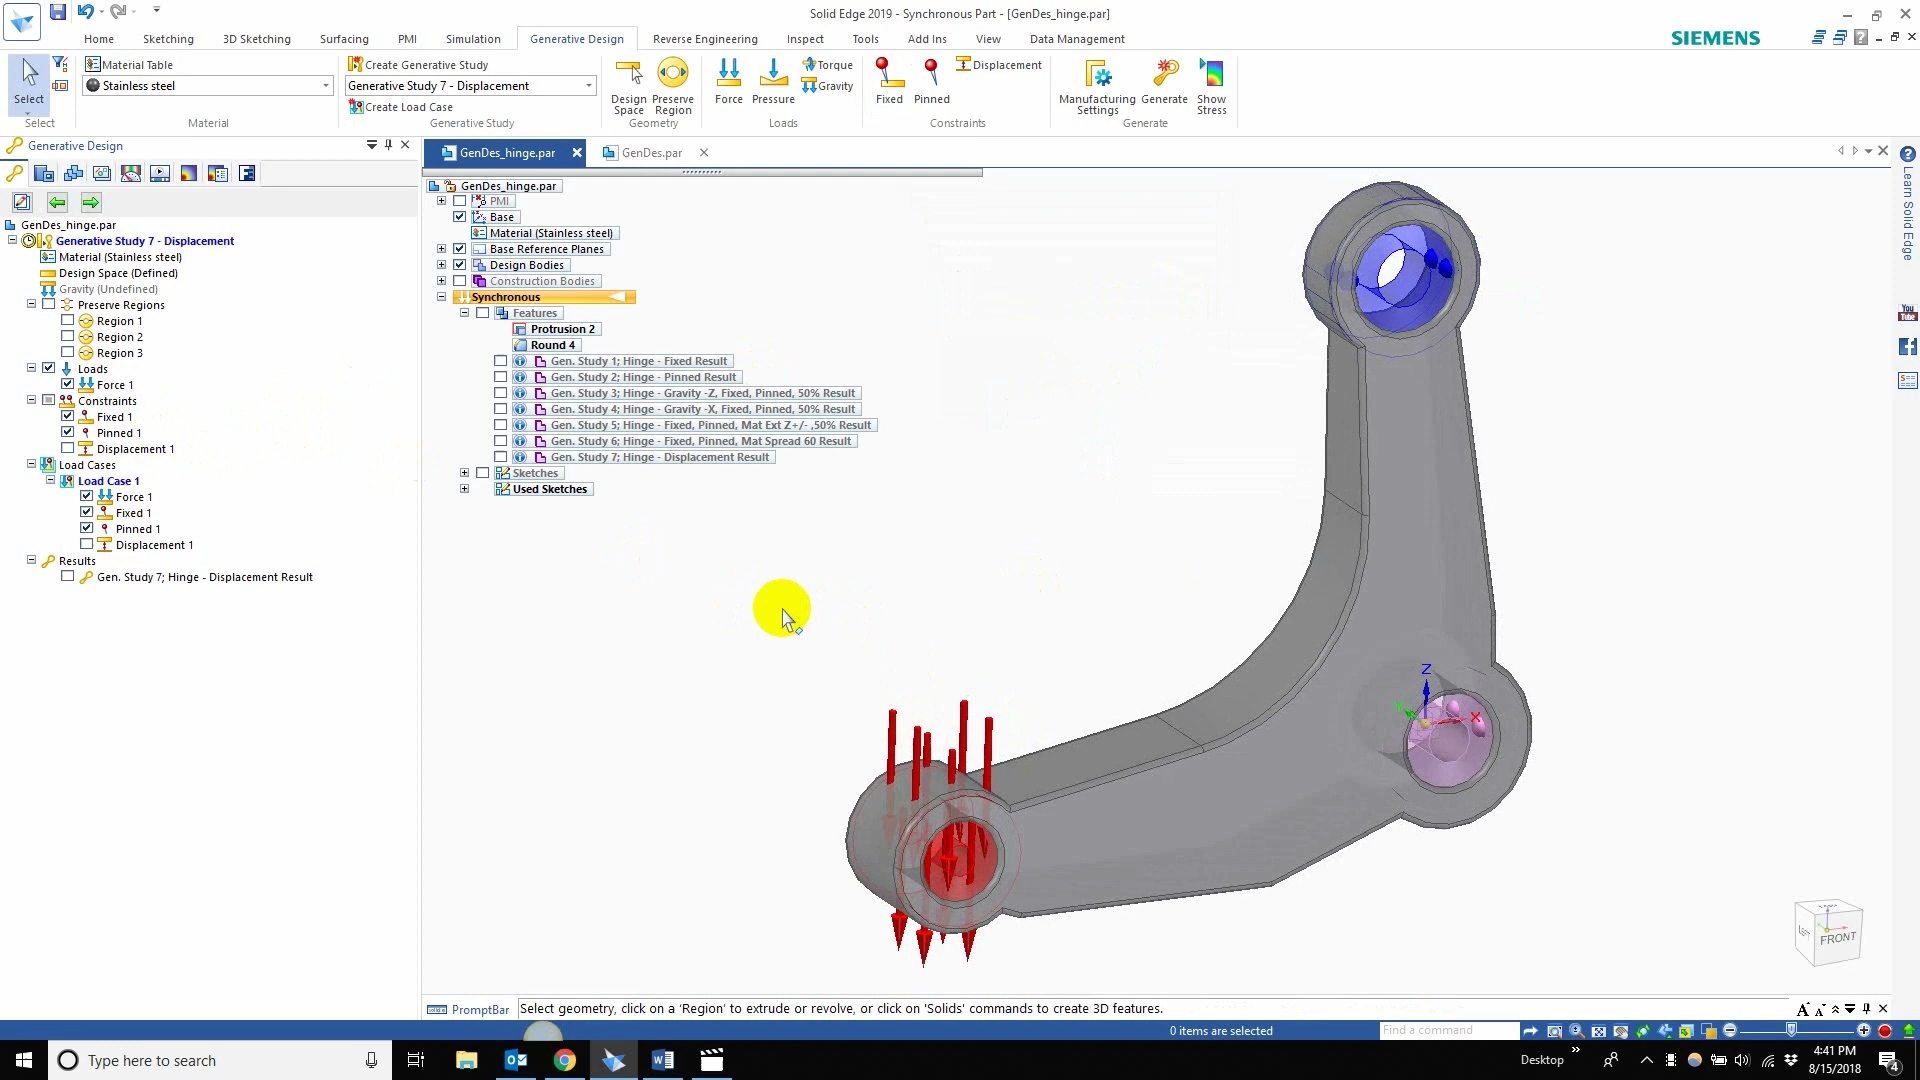 Solid Edge 2019 - Synchronous Part - [GenDes_hinge.par]
Home Sketching 3D Sketching Surfacing PMI Simulation Generative Design Reverse Engineering Inspect Tools Add Ins View Data Management
SIEMENS
Select
Select
Material Table
Stainless steel
Material
Create Generative Study
Generative Study 7 - Displacement
Create Load Case
Generative Study
Design Space
Preserve Region
Geometry
Force
Pressure
Torque
Gravity
Loads
Fixed
Pinned
Displacement
Constraints
Manufacturing Settings
Generate
Show Stress
Generate
Generative Design
GenDes_hinge.par
Generative Study 7 - Displacement
Material (Stainless steel)
Design Space (Defined)
Gravity (Undefined)
Preserve Regions
Region 1
Region 2
Region 3
Loads
Force 1
Constraints
Fixed 1
Pinned 1
Displacement 1
Load Cases
Load Case 1
Force 1
Fixed 1
Pinned 1
Displacement 1
Results
Gen. Study 7; Hinge - Displacement Result
GenDes_hinge.par
GenDes.par
GenDes_hinge.par
PMI
Base
Material (Stainless steel)
Base Reference Planes
Design Bodies
Construction Bodies
Synchronous
Features
Protrusion 2
Round 4
Gen. Study 1; Hinge - Fixed Result
Gen. Study 2; Hinge - Pinned Result
Gen. Study 3; Hinge - Gravity -Z, Fixed, Pinned, 50% Result
Gen. Study 4; Hinge - Gravity -X, Fixed, Pinned, 50% Result
Gen. Study 5; Hinge - Fixed, Pinned, Mat Ext Z+/- ,50% Result
Gen. Study 6; Hinge - Fixed, Pinned, Mat Spread 60 Result
Gen. Study 7; Hinge - Displacement Result
Sketches
Used Sketches
Z
Y
X
FRONT
Learn Solid Edge
You Tube
PromptBar
Select geometry, click on a 'Region' to extrude or revolve, or click on 'Solids' commands to create 3D features.
0 items are selected
Find a command
Type here to search
Desktop
4:41 PM
8/15/2018
4